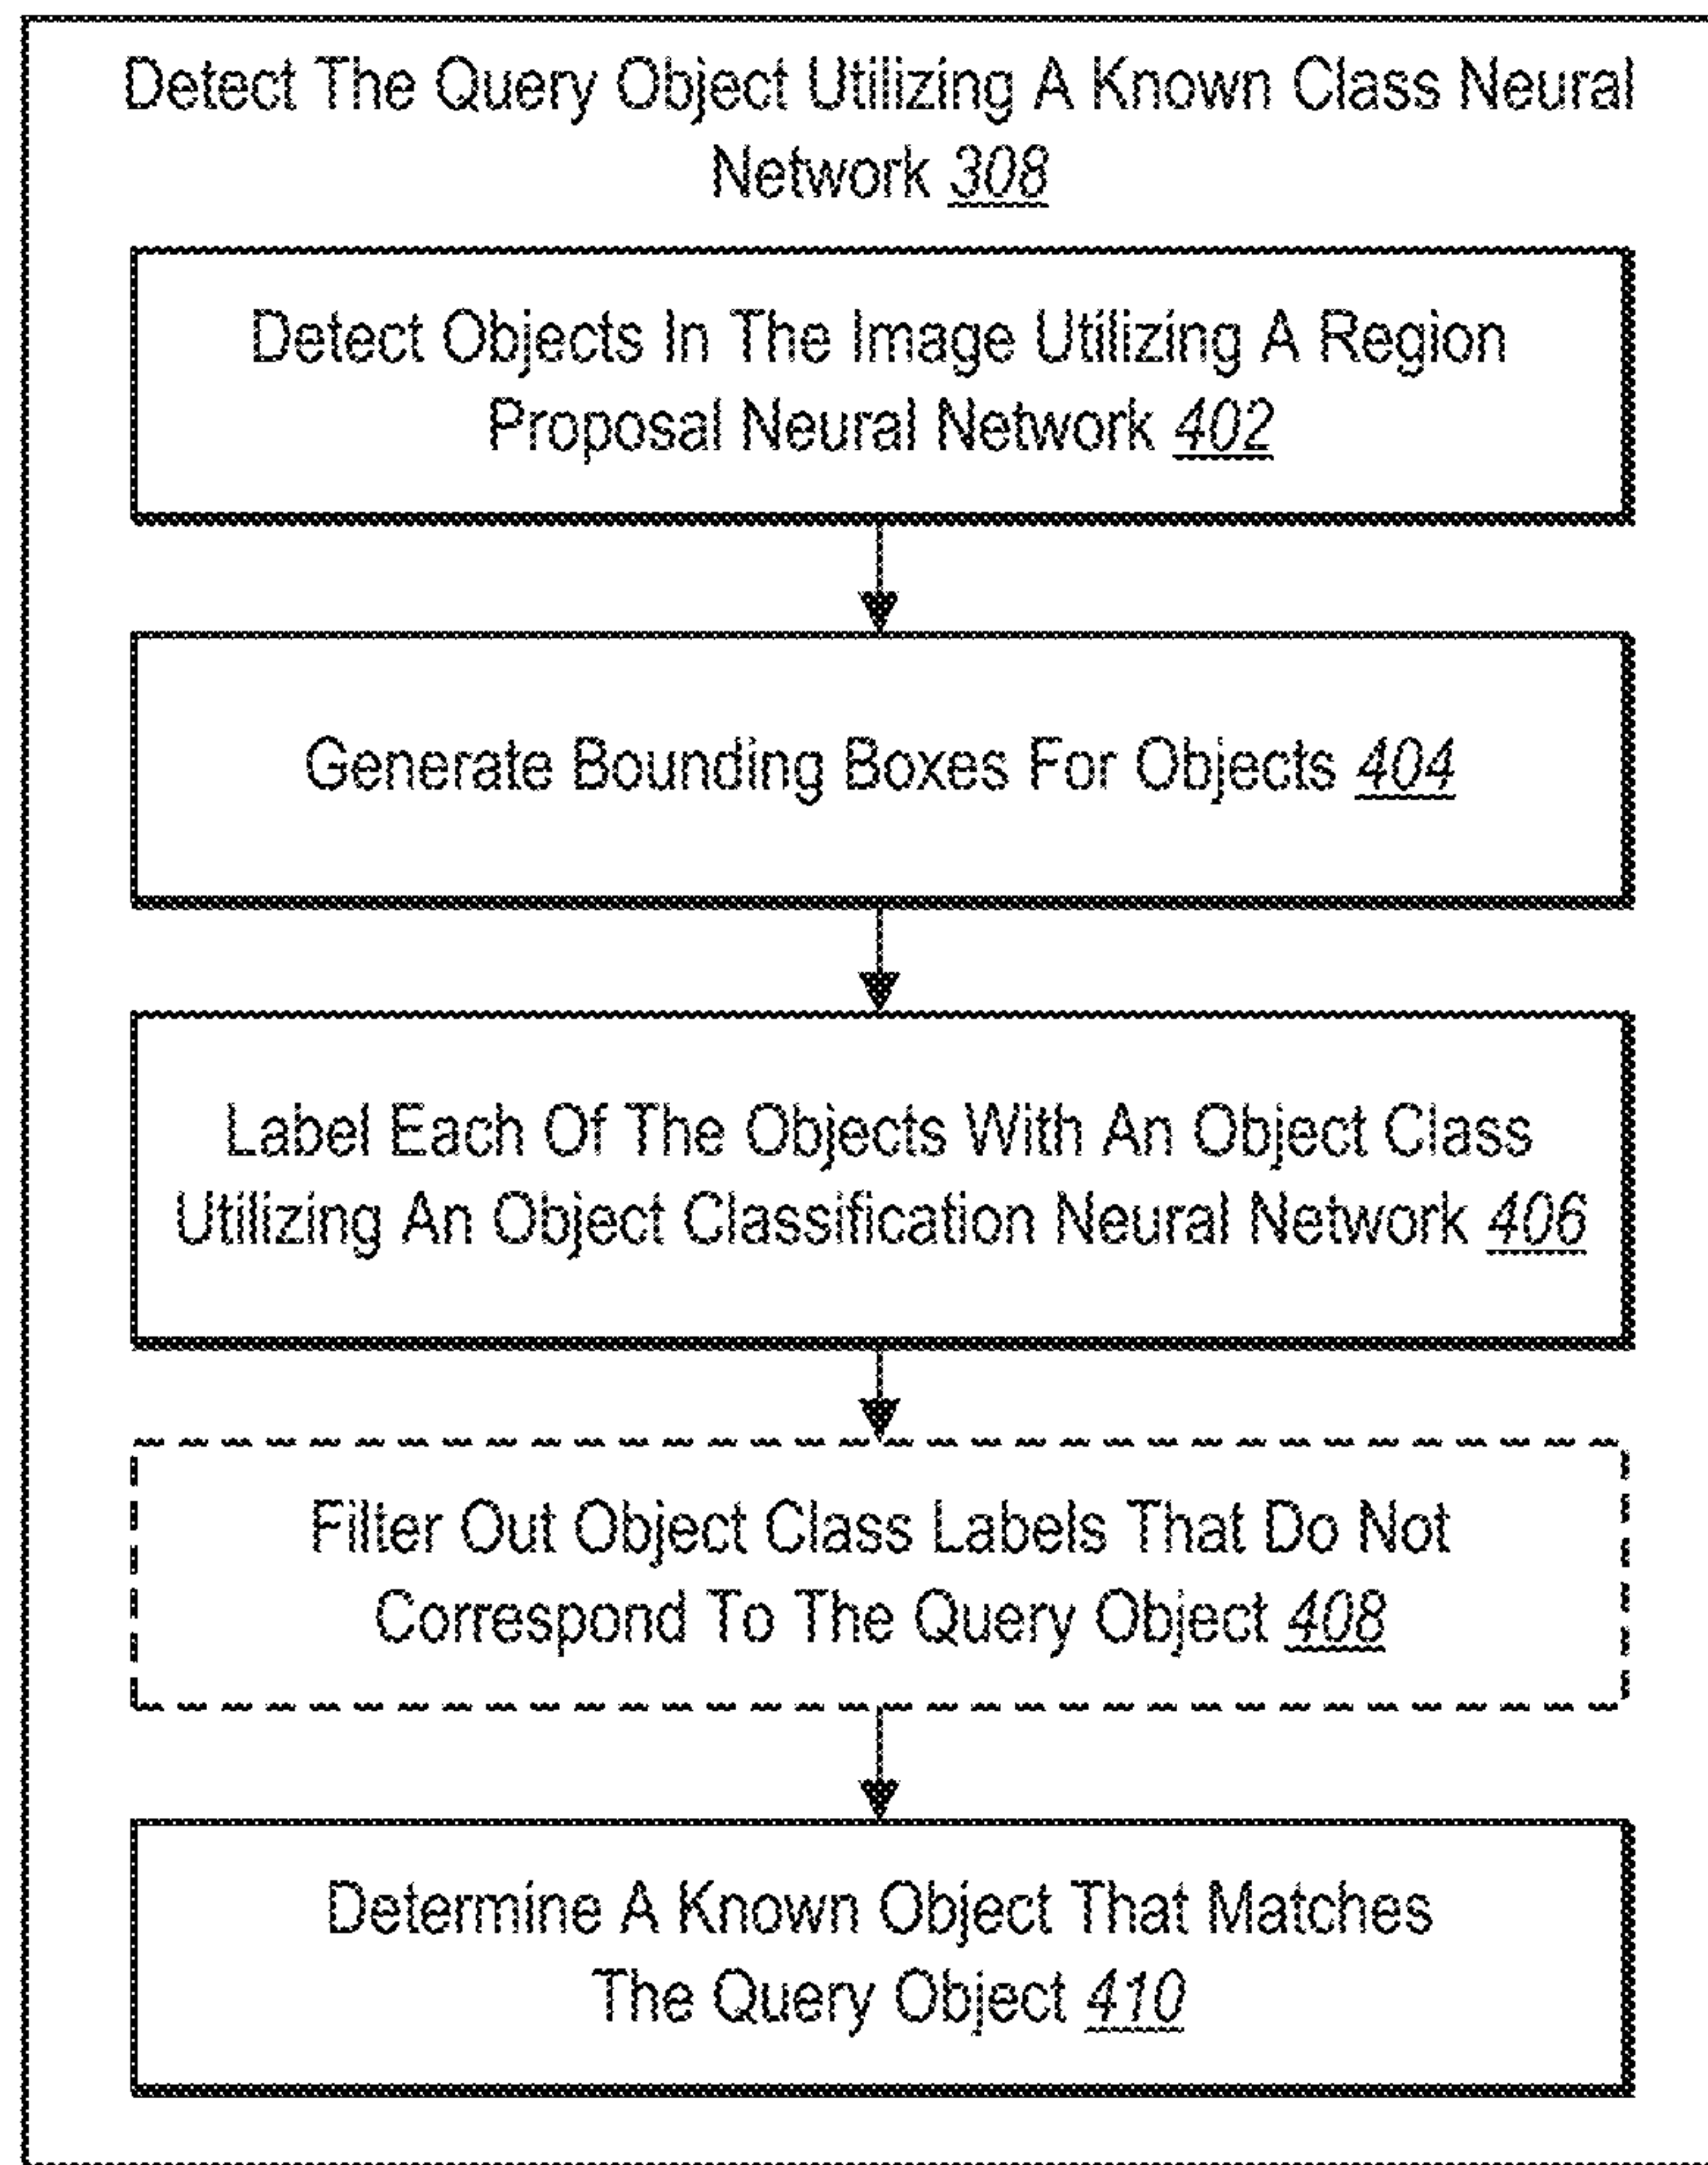 Detect The Query Object Utilizing A Known Class Neural
Network 308
Detect Objects In The Image Utilizing A Region
Proposal Neural Network 402
Generate Bounding Boxes For Objects 404
Label Each Of The Objects With An Object Class
Utilizing An Object Classification Neural Network 406
Filter Out Object Class Labels That Do Not
Correspond To The Query Object 408
Determine A Known Object That Matches
The Query Object 410